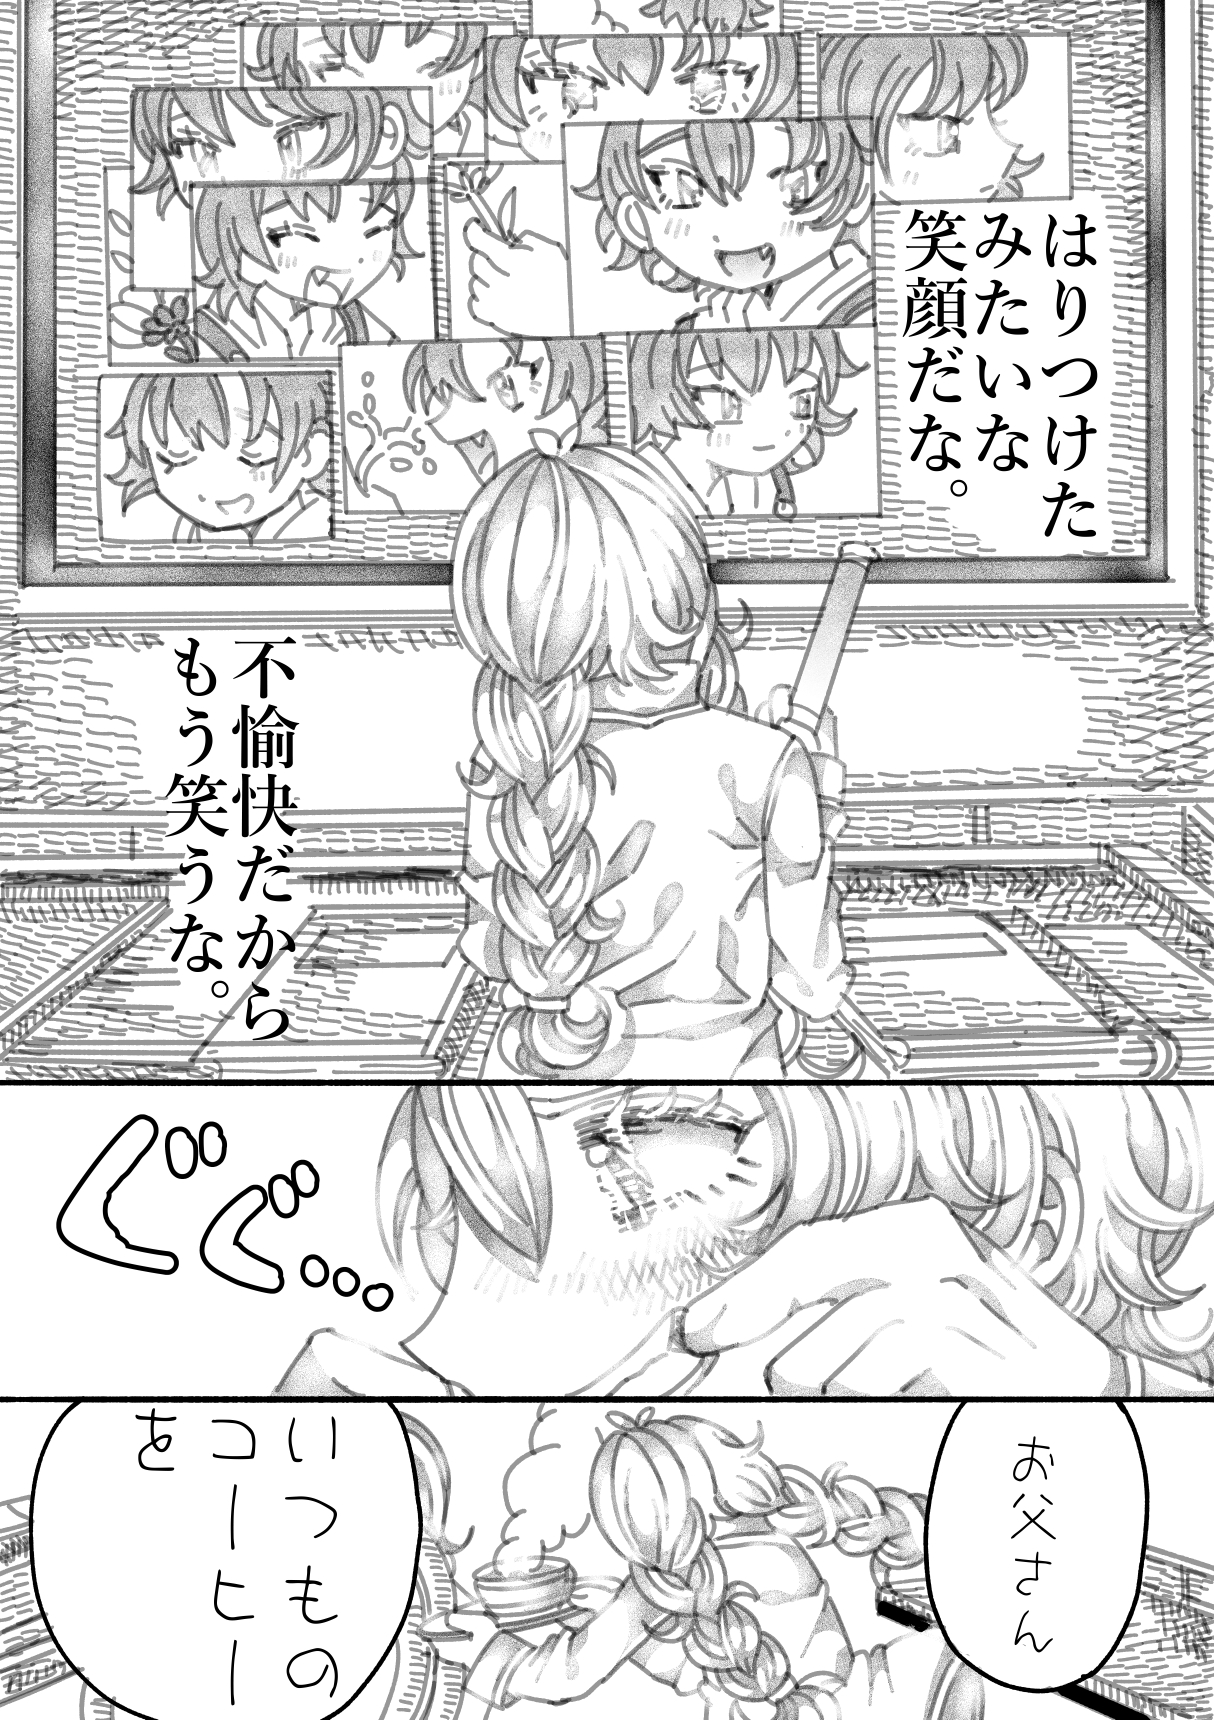 はりつけた
みたいな
笑顔だな。
不愉快だから
もう笑うな。
ぐぐ…
お父さん
いつもの
コーヒー
を